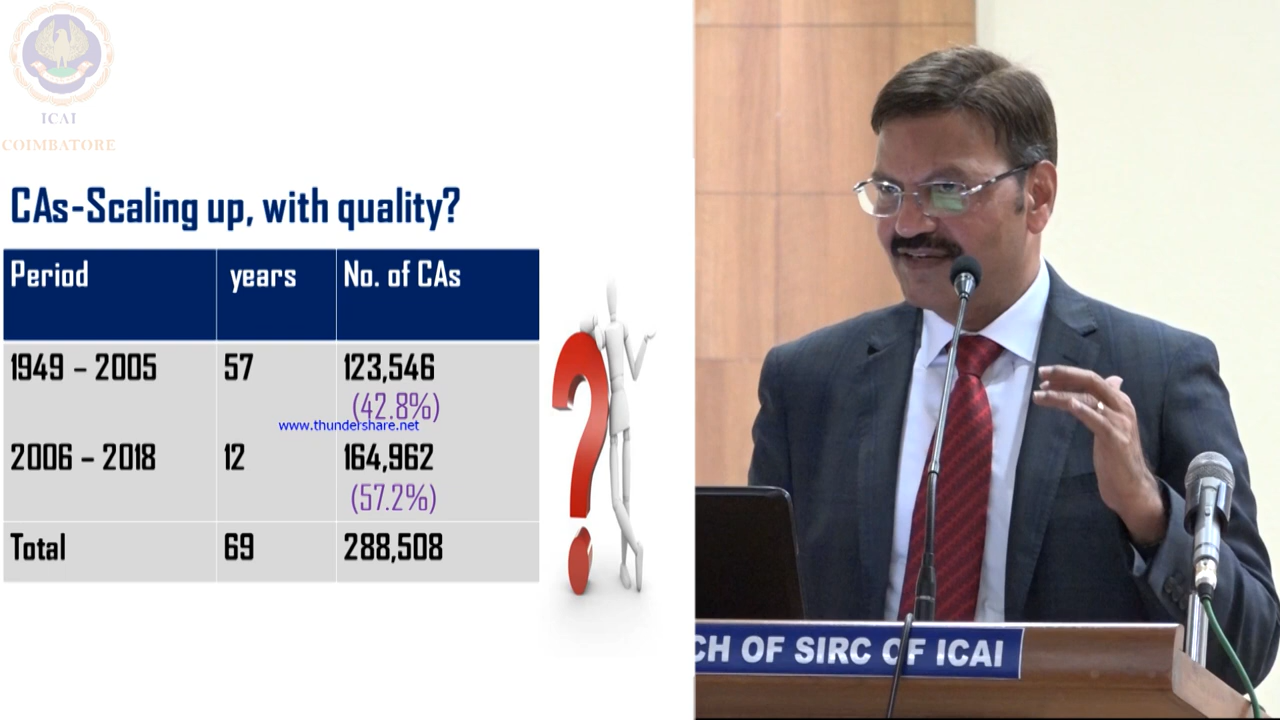 ICAI
COIMBATORE
CAs-Scaling up, with quality?
Period years No. of CAs
1949 – 2005 57 123,546
(42.8%)
www.thundershare.net
2006 – 2018 12 164,962
(57.2%)
Total 69 288,508
CH OF SIRC OF ICAI